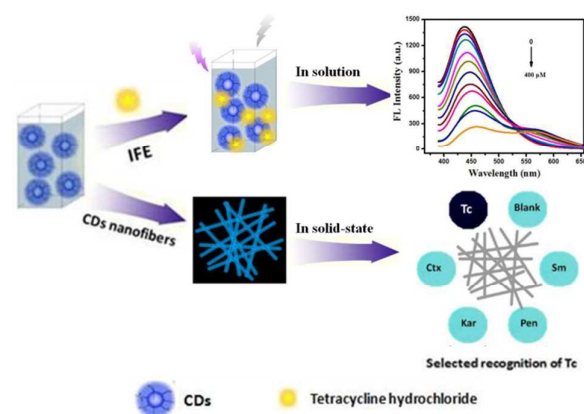 In solution
IFE
CDs nanofibers
In solid-state
FL Intensity (a.u.)
1500
1200
900
600
300
0
0
400 µM
400
450
500
550
600
650
Wavelength (nm)
Tc
Blank
Ctx
Sm
Kar
Pen
Selected recognition of Tc
CDs
Tetracycline hydrochloride